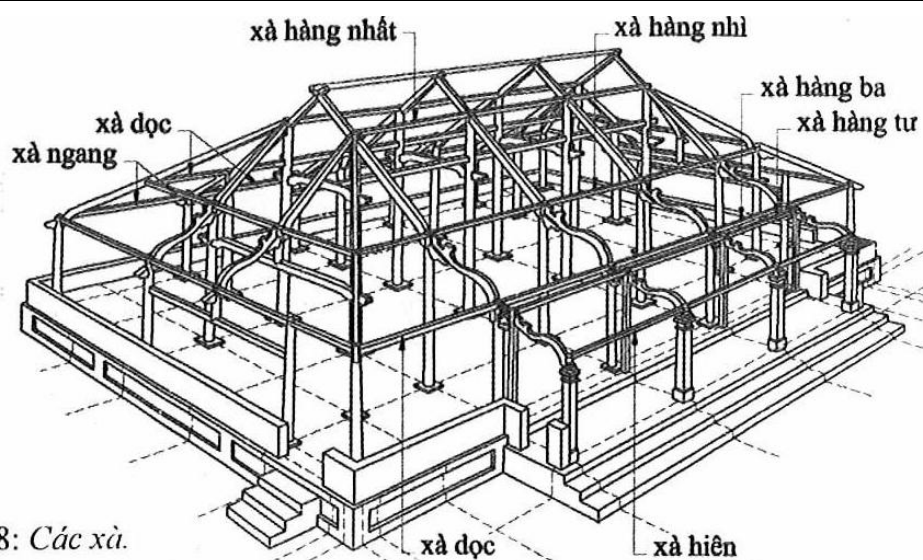 xà hàng nhất
xà hàng nhì
xà hàng ba
xà hàng tư
xà dọc
xà ngang
8: Các xà.
xà dọc
xà hiên